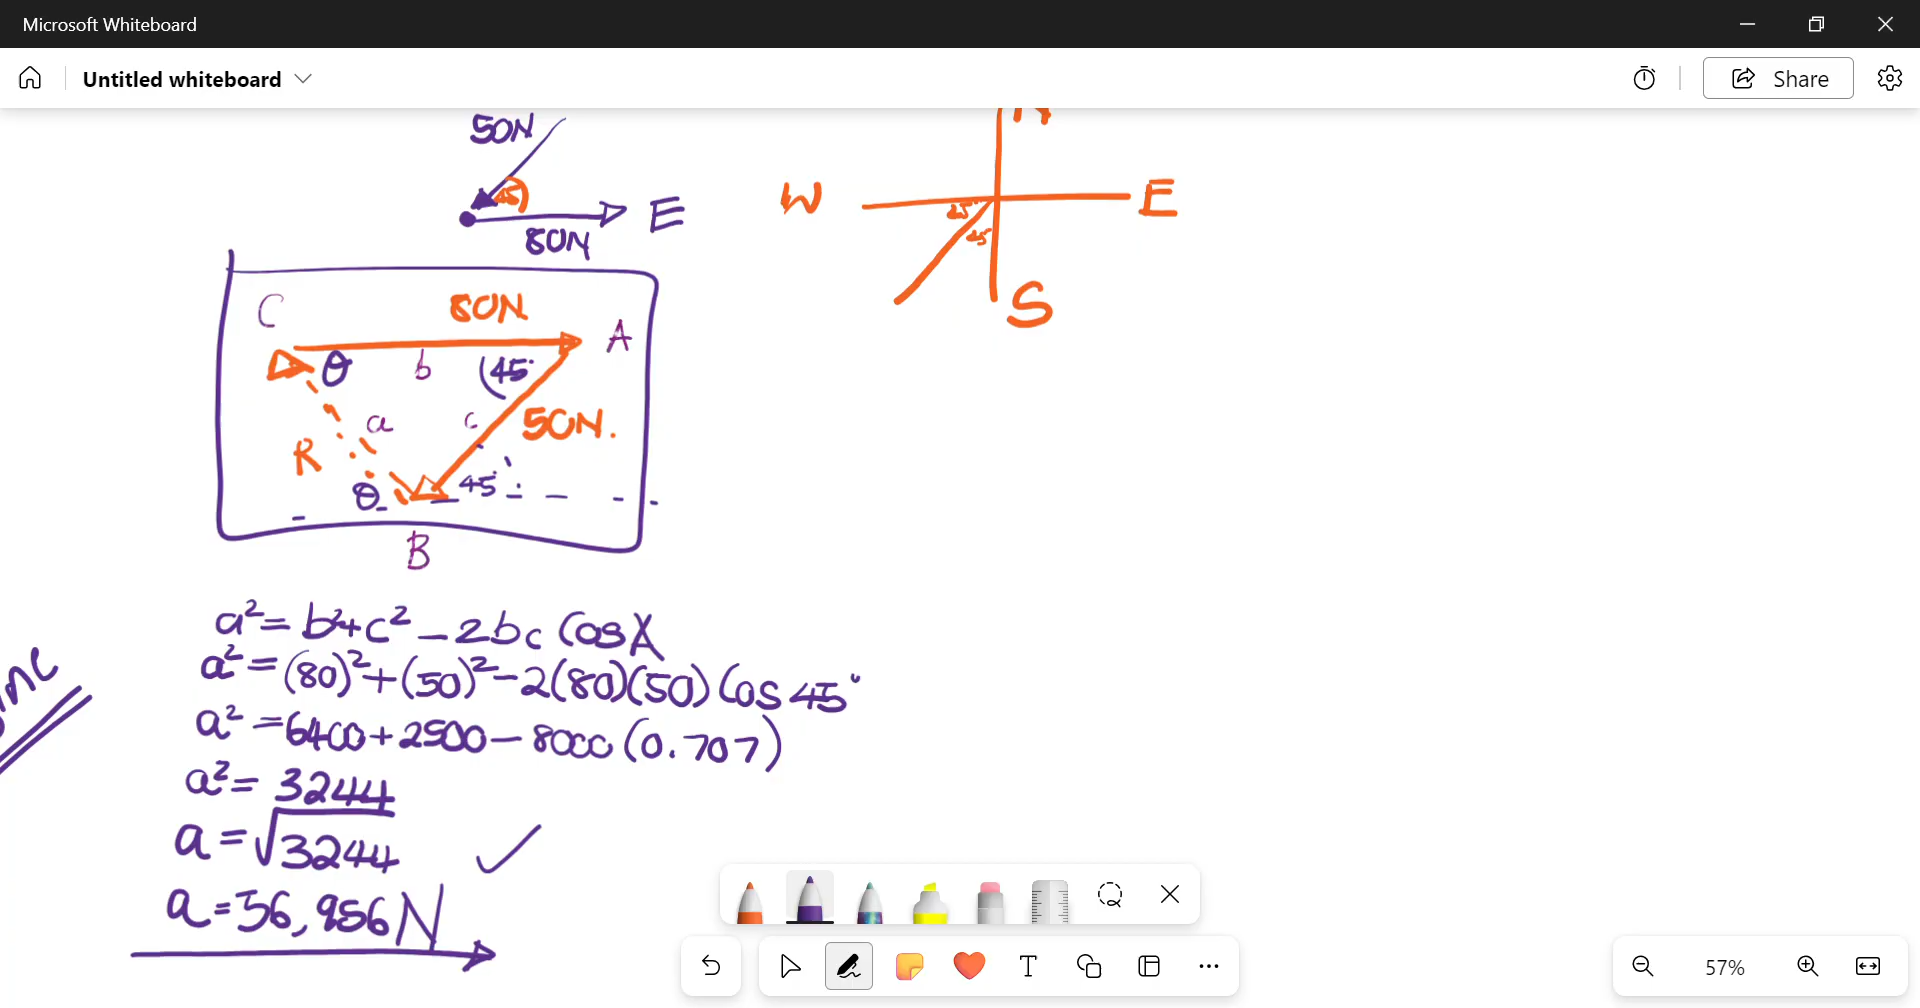 Microsoft Whiteboard
Untitled whiteboard
Share
50N
45
E
80N
N
W
E
45°
45
S
C
80N
A
θ
b
45°
a
c
50N.
R
θ
45°
B
a² = b²+c² - 2bc Cos A
a² = (80)²+(50)²-2(80)(50) Cos 45°
a² = 6400+2500-8000(0.707)
a² = 3244
a = √3244
a = 56,956N
57%
T